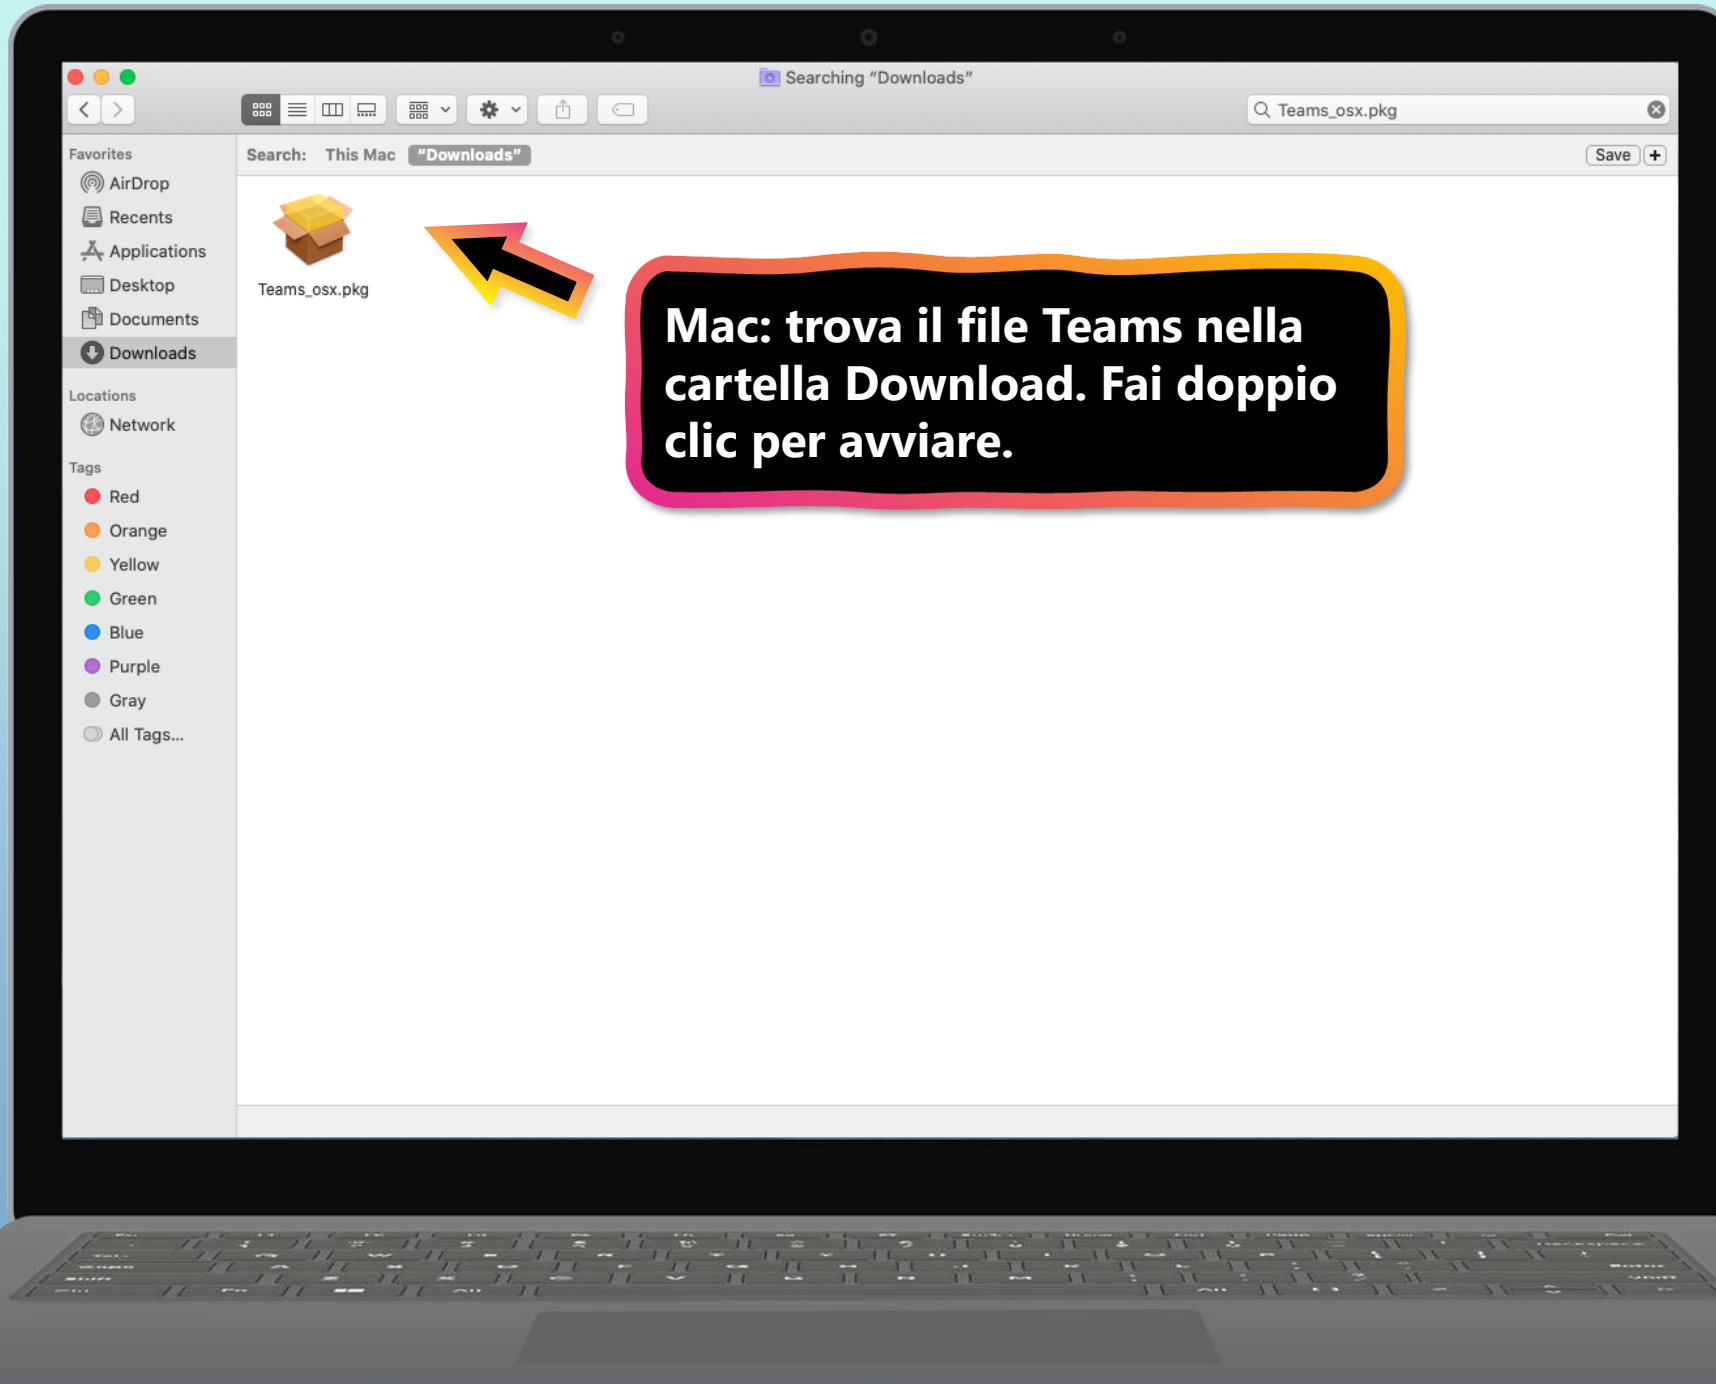 Searching “Downloads”
Teams_osx.pkg
Favorites
Search: This Mac “Downloads” Save +
AirDrop
Recents
Applications
Desktop
Documents
Downloads
Locations
Network
Tags
Red
Orange
Yellow
Green
Blue
Purple
Gray
All Tags...
Teams_osx.pkg
Mac: trova il file Teams nella
cartella Download. Fai doppio
clic per avviare.